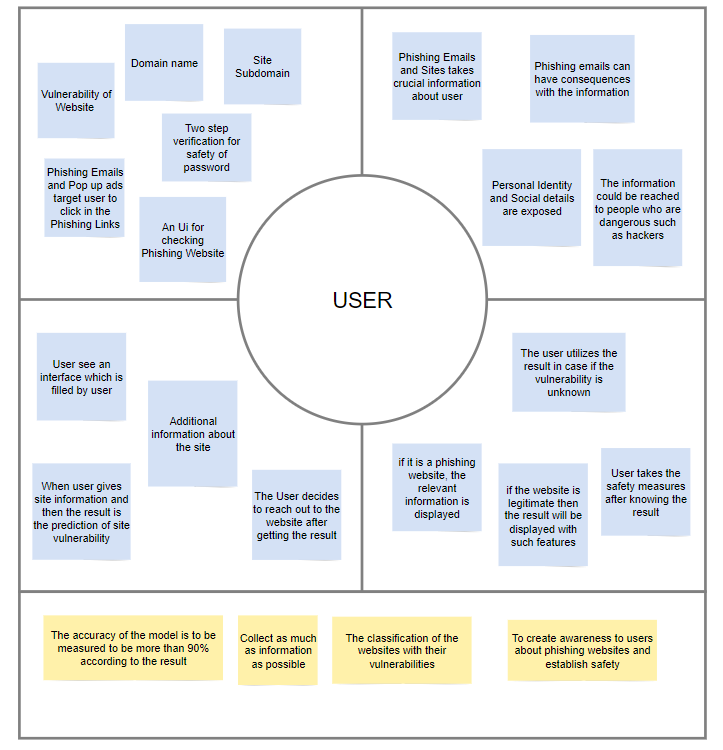 Vulnerability of
Website
Domain name
Site
Subdomain
Two step
verification for
safety of
password
Phishing Emails
and Pop up ads
target user to
click in the
Phishing Links
An Ui for
checking
Phishing Website
Phishing Emails
and Sites takes
crucial information
about user
Phishing emails can
have consequences
with the information
Personal Identity
and Social details
are exposed
The information
could be reached
to people who are
dangerous such
as hackers
USER
User see an
interface which is
filled by user
Additional
information about
the site
When user gives
site information and
then the result is
the prediction of site
vulnerability
The User decides
to reach out to the
website after
getting the result
The user utilizes the
result in case if the
vulnerability is
unknown
if it is a phishing
website, the
relevant
information is
displayed
if the website is
legitimate then
the result will be
displayed with
such features
User takes the
safety measures
after knowing the
result
The accuracy of the model is to be
measured to be more than 90%
according to the result
Collect as much
as information
as possible
The classification of the
websites with their
vulnerabilities
To create awareness to users
about phishing websites and
establish safety